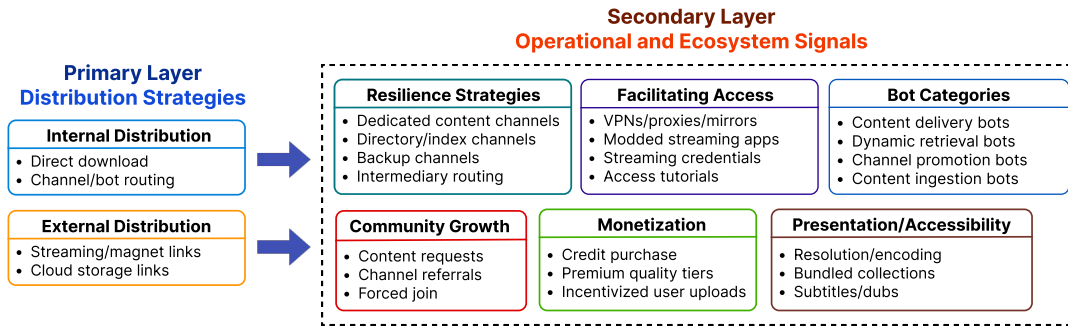 Primary Layer
Distribution Strategies
Internal Distribution
• Direct download
• Channel/bot routing
External Distribution
• Streaming/magnet links
• Cloud storage links
Secondary Layer
Operational and Ecosystem Signals
Resilience Strategies
• Dedicated content channels
• Directory/index channels
• Backup channels
• Intermediary routing
Facilitating Access
• VPNs/proxies/mirrors
• Modded streaming apps
• Streaming credentials
• Access tutorials
Bot Categories
• Content delivery bots
• Dynamic retrieval bots
• Channel promotion bots
• Content ingestion bots
Community Growth
• Content requests
• Channel referrals
• Forced join
Monetization
• Credit purchase
• Premium quality tiers
• Incentivized user uploads
Presentation/Accessibility
• Resolution/encoding
• Bundled collections
• Subtitles/dubs